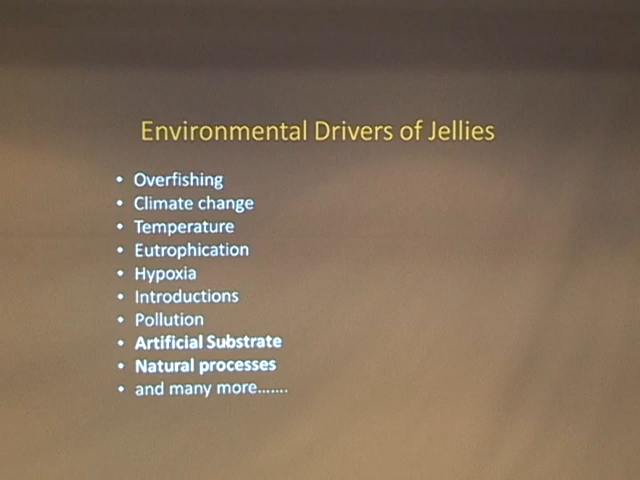 Environmental Drivers of Jellies
• Overfishing
• Climate change
• Temperature
• Eutrophication
• Hypoxia
• Introductions
• Pollution
• Artificial Substrate
• Natural processes
• and many more…….